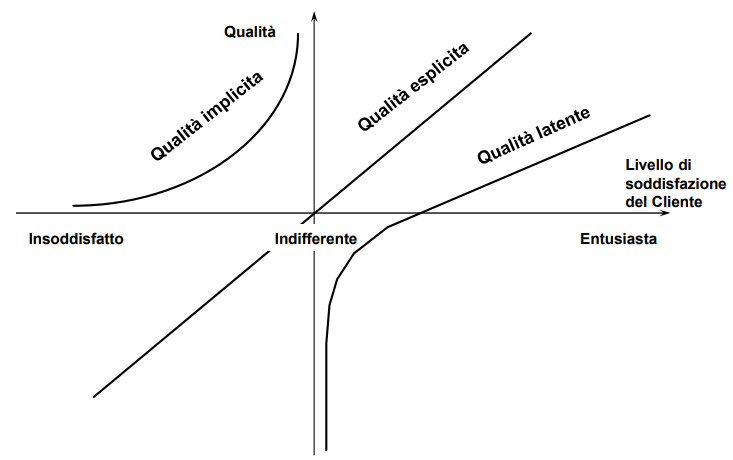 Qualità
Qualità implicita
Qualità esplicita
Qualità latente
Livello di
soddisfazione
del Cliente
Insoddisfatto
Indifferente
Entusiasta